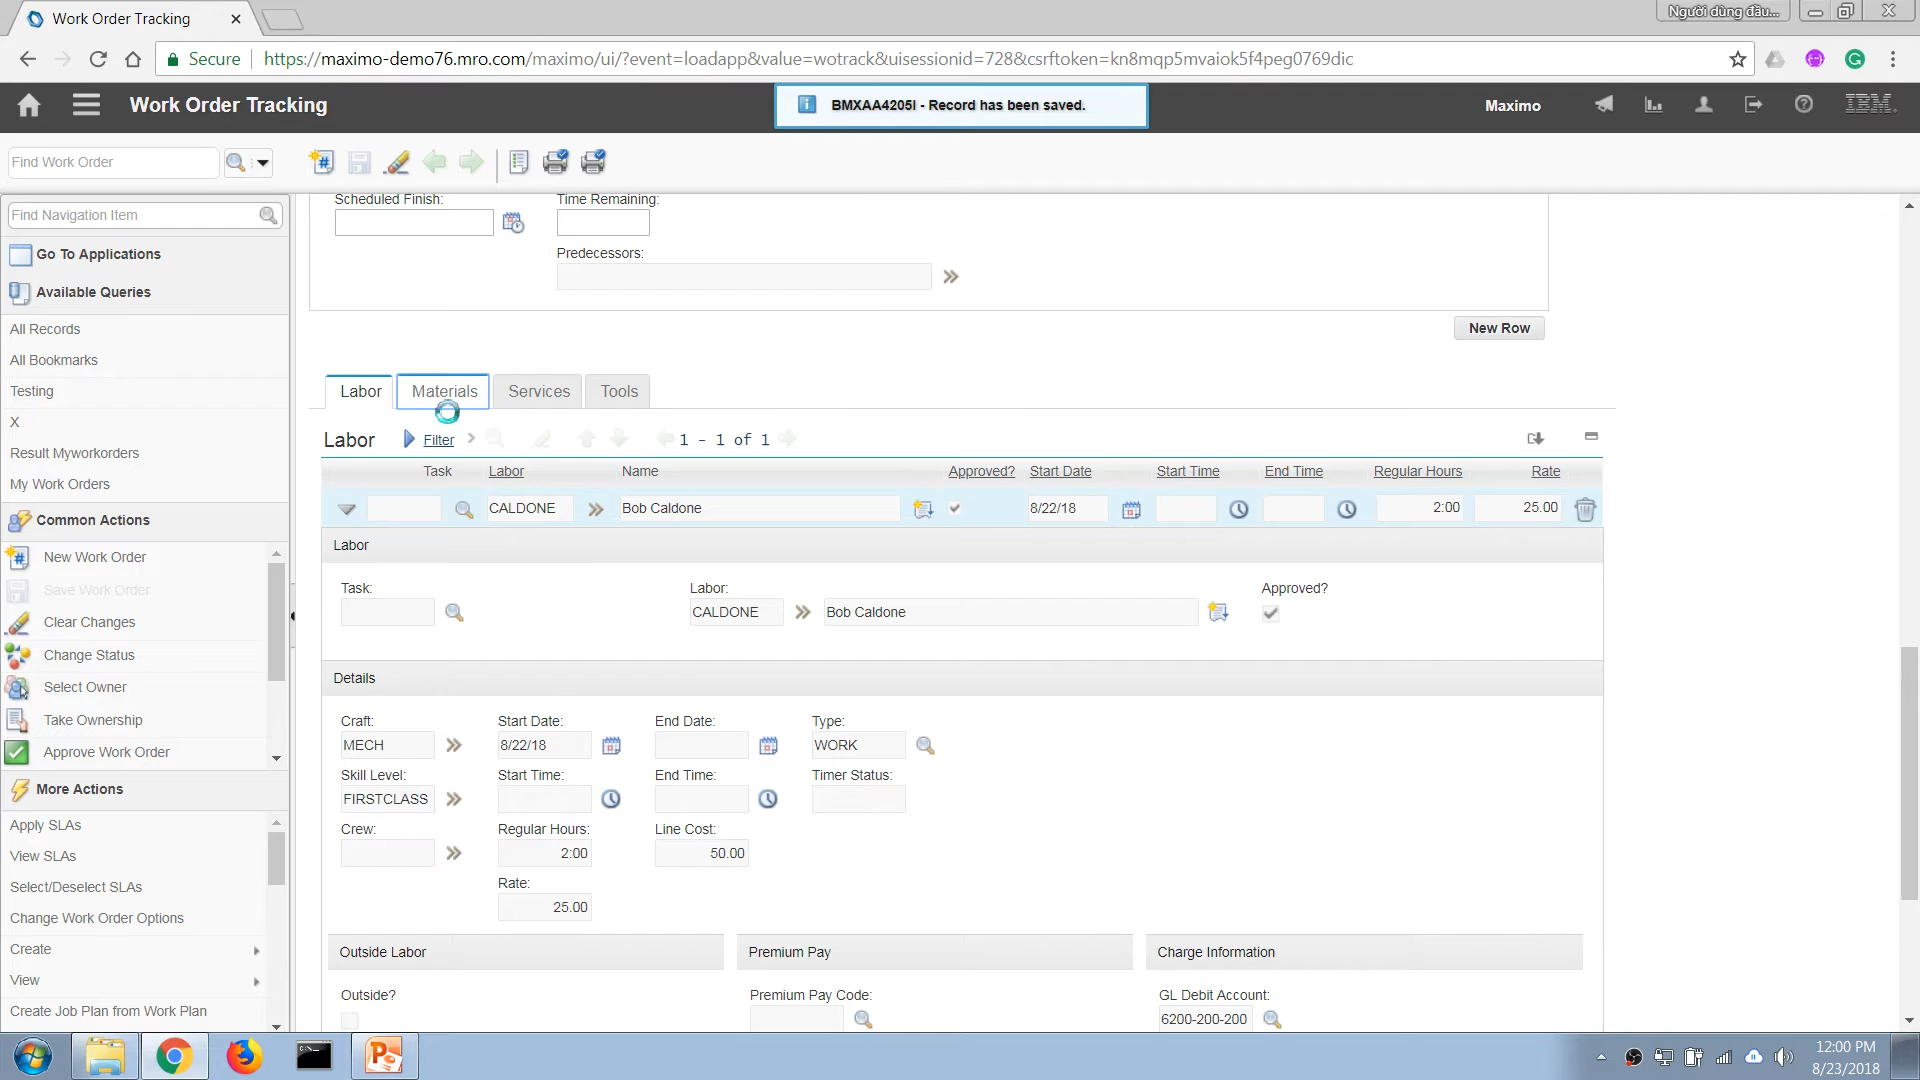 Work Order Tracking
Người dùng đầu...
Secure https://maximo-demo76.mro.com/maximo/ui/?event=loadapp&value=wotrack&uisessionid=728&csrftoken=kn8mqp5mvaiok5f4peg0769dic
Work Order Tracking
BMXAA4205I - Record has been saved.
Maximo
IBM.
Find Work Order
Find Navigation Item
Go To Applications
Available Queries
All Records
All Bookmarks
Testing
X
Result Myworkorders
My Work Orders
Common Actions
New Work Order
Save Work Order
Clear Changes
Change Status
Select Owner
Take Ownership
Approve Work Order
More Actions
Apply SLAs
View SLAs
Select/Deselect SLAs
Change Work Order Options
Create
View
Create Job Plan from Work Plan
Scheduled Finish: Time Remaining:
Predecessors:
New Row
Labor Materials Services Tools
Labor Filter 1 - 1 of 1
Task Labor Name Approved? Start Date Start Time End Time Regular Hours Rate
CALDONE Bob Caldone 8/22/18 2:00 25.00
Labor
Task: Labor: Approved?
CALDONE Bob Caldone
Details
Craft: Start Date: End Date: Type:
MECH 8/22/18 WORK
Skill Level: Start Time: End Time: Timer Status:
FIRSTCLASS
Crew: Regular Hours: Line Cost:
2:00 50.00
Rate:
25.00
Outside Labor Premium Pay Charge Information
Outside? Premium Pay Code: GL Debit Account:
6200-200-200
12:00 PM
8/23/2018